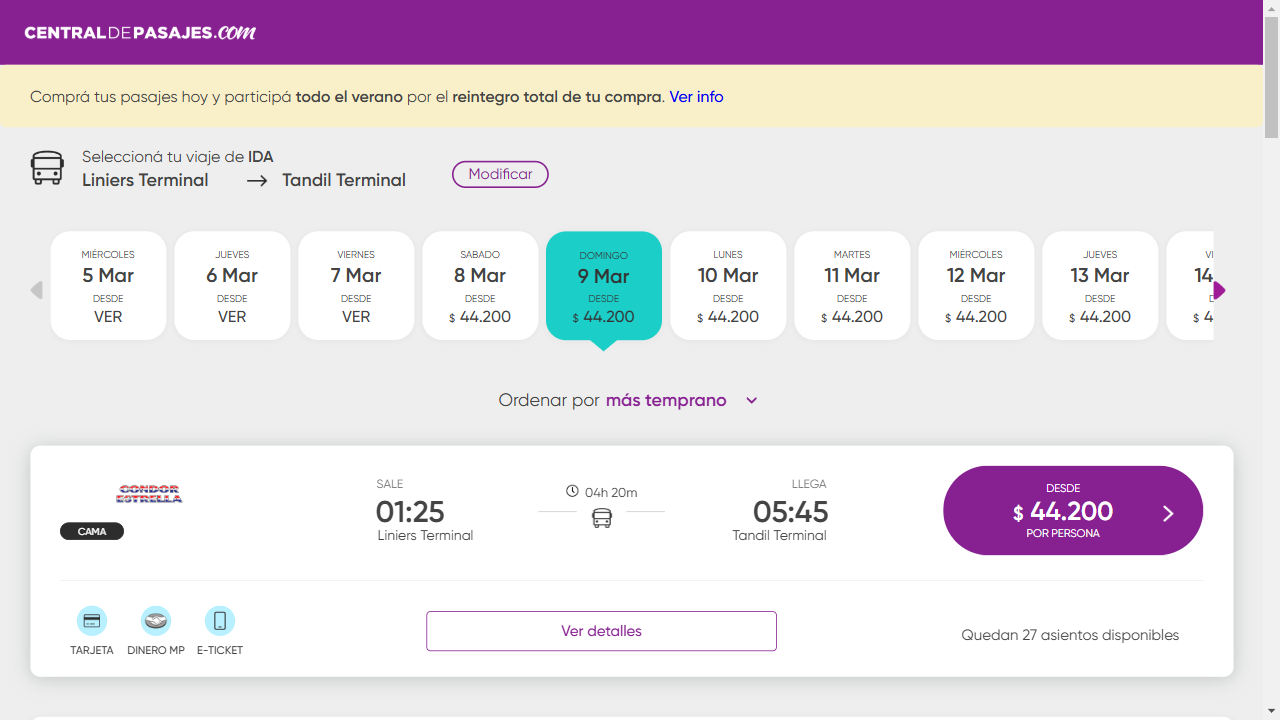 CENTRALDEPASAJES.com
Comprá tus pasajes hoy y participá todo el verano por el reintegro total de tu compra. Ver info
Seleccioná tu viaje de IDA
Liniers Terminal → Tandil Terminal
Modificar
MIÉRCOLES
5 Mar
DESDE
VER
JUEVES
6 Mar
DESDE
VER
VIERNES
7 Mar
DESDE
VER
SABADO
8 Mar
DESDE
$ 44.200
DOMINGO
9 Mar
DESDE
$ 44.200
LUNES
10 Mar
DESDE
$ 44.200
MARTES
11 Mar
DESDE
$ 44.200
MIÉRCOLES
12 Mar
DESDE
$ 44.200
JUEVES
13 Mar
DESDE
$ 44.200
VI
14
$ 4
Ordenar por más temprano
CONDOR
ESTRELLA
CAMA
SALE
01:25
Liniers Terminal
04h 20m
LLEGA
05:45
Tandil Terminal
DESDE
$ 44.200
POR PERSONA
TARJETA
DINERO MP
E-TICKET
Ver detalles
Quedan 27 asientos disponibles